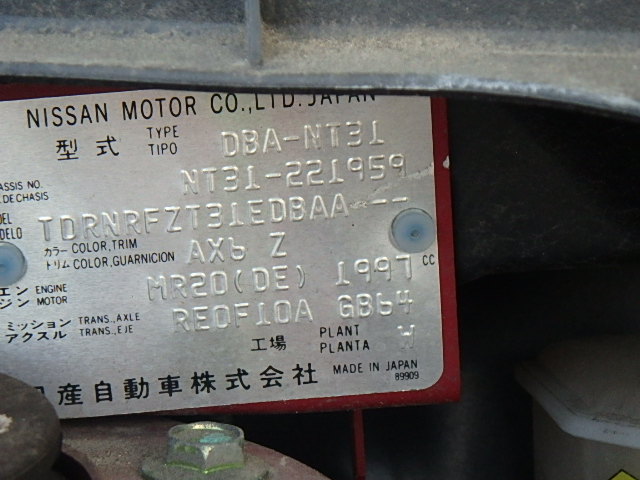 NISSAN MOTOR CO.,LTD.JAPAN
型式 TYPE TIPO DBA-NT31
ASSIS NO. DE CHASIS NT31-221959
DEL DELO TDRNRFZT31EDBAA---
カラー COLOR,TRIM トリム COLOR,GUARNICION AX6 Z
エン ジン ENGINE MOTOR MR20(DE) 1997 CC
ミッション TRANS.,AXLE アクスル TRANS.,EJE RE0F10A GB64
工場 PLANT PLANTA W
産自動車株式会社 MADE IN JAPAN
89909